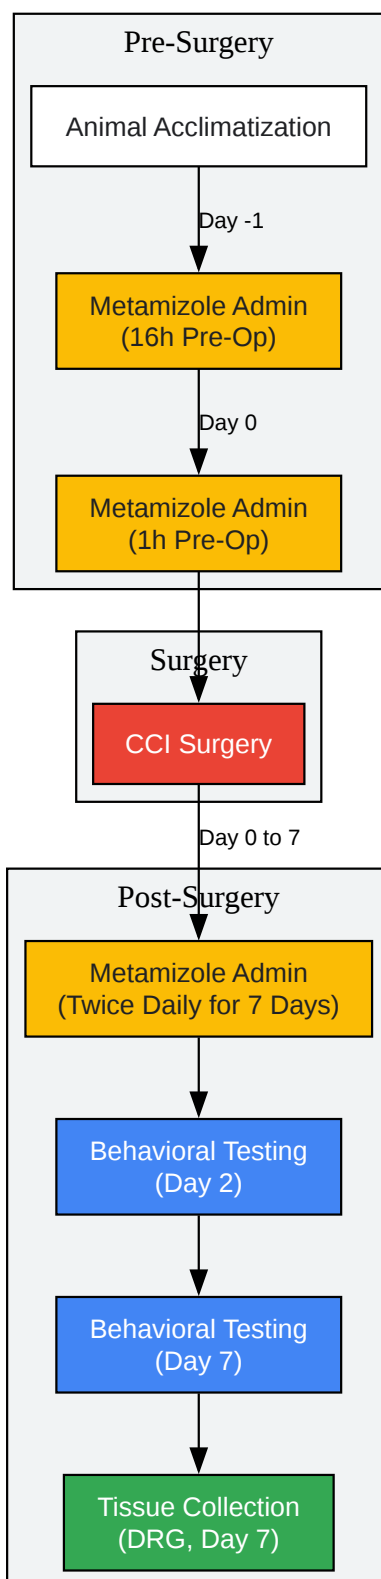 Pre-Surgery
Animal Acclimatization
Day -1
Metamizole Admin
(16h Pre-Op)
Day 0
Metamizole Admin
(1h Pre-Op)
Surgery
CCI Surgery
Day 0 to 7
Post-Surgery
Metamizole Admin
(Twice Daily for 7 Days)
Behavioral Testing
(Day 2)
Behavioral Testing
(Day 7)
Tissue Collection
(DRG, Day 7)